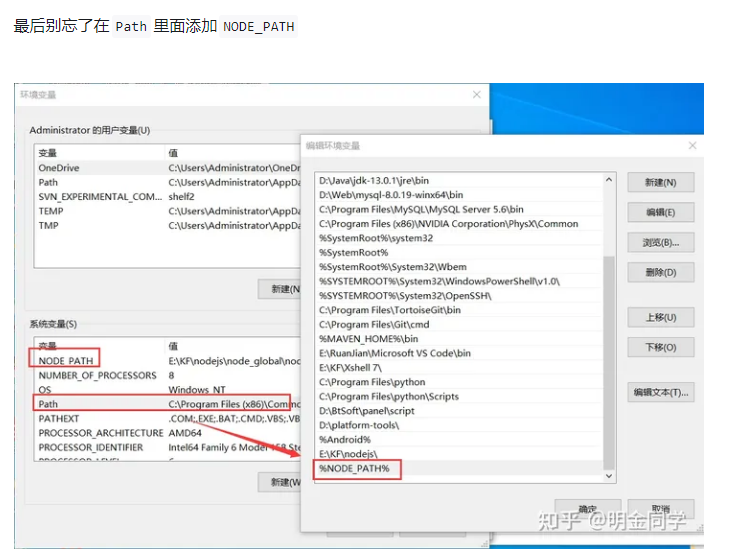 最后别忘了在 Path 里面添加 NODE_PATH
环境变量
Administrator 的用户变量(U)
变量 值
OneDrive C:\Users\Administrator\OneDr
Path C:\Users\Administrator\AppDa
SVN_EXPERIMENTAL_COM... shelf2
TEMP C:\Users\Administrator\AppDa
TMP C:\Users\Administrator\AppDa
新建(N
系统变量(S)
变量 值
NODE_PATH E:\KF\nodejs\node_global\noc
NUMBER_OF_PROCESSORS 8
OS Windows_NT
Path C:\Program Files (x86)\Commo
PATHEXT .COM;.EXE;.BAT;.CMD;.VBS;.VB
PROCESSOR_ARCHITECTURE AMD64
PROCESSOR_IDENTIFIER Intel64 Family 6 Model 158 Ste
新建(W
编辑环境变量
D:\Java\jdk-13.0.1\jre\bin
D:\Web\mysql-8.0.19-winx64\bin
C:\Program Files\MySQL\MySQL Server 5.6\bin
C:\Program Files (x86)\NVIDIA Corporation\PhysX\Common
%SystemRoot%\system32
%SystemRoot%
%SystemRoot%\System32\Wbem
%SYSTEMROOT%\System32\WindowsPowerShell\v1.0\
%SYSTEMROOT%\System32\OpenSSH\
C:\Program Files\TortoiseGit\bin
C:\Program Files\Git\cmd
%MAVEN_HOME%\bin
E:\RuanJian\Microsoft VS Code\bin
E:\KF\Xshell 7\
C:\Program Files\python
C:\Program Files\python\Scripts
D:\BtSoft\panel\script
D:\platform-tools\
%Android%
E:\KF\nodejs\
%NODE_PATH%
新建(N)
编辑(E)
浏览(B)...
删除(D)
上移(U)
下移(O)
编辑文本(T)...
确定
取消
知乎 @明金同学